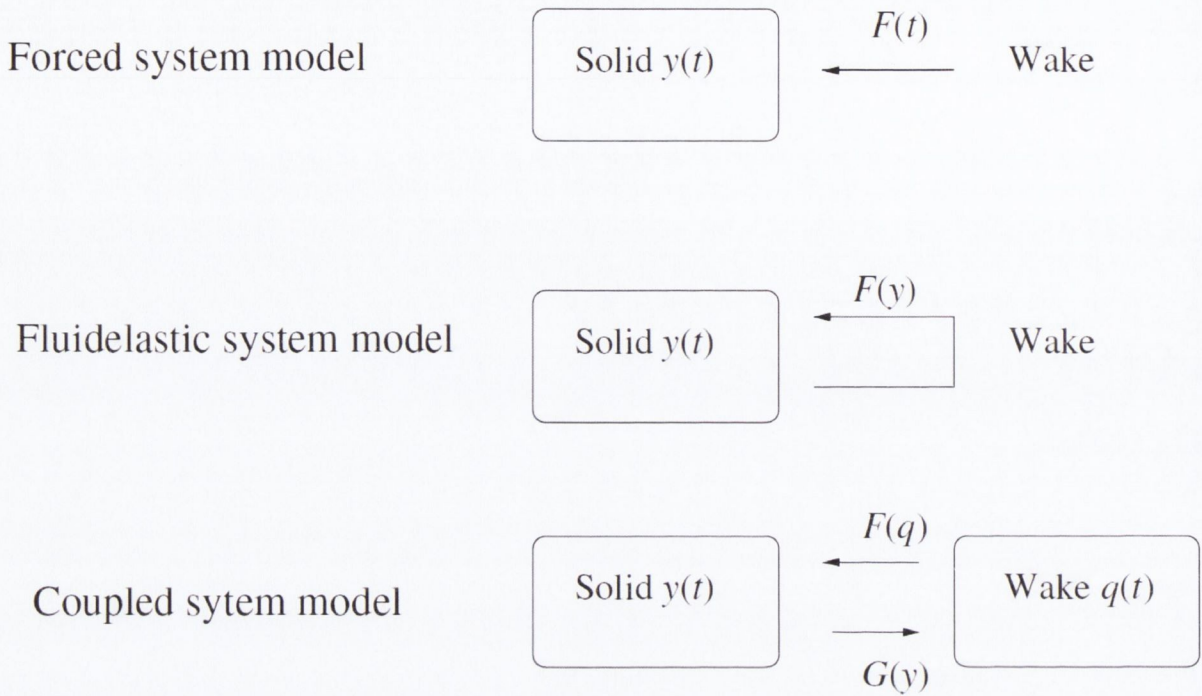 Forced system model
Solid y(t)
F(t)
Wake
Fluidelastic system model
Solid y(t)
F(y)
Wake
Coupled sytem model
Solid y(t)
F(q)
G(y)
Wake q(t)